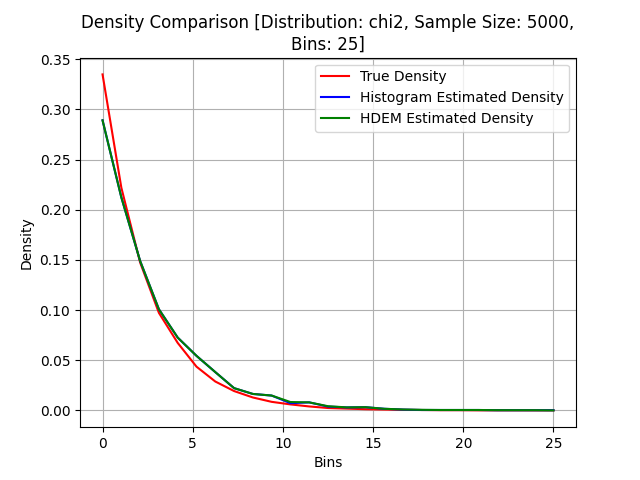 Density Comparison [Distribution: chi2, Sample Size: 5000,
Bins: 25]
True Density
Histogram Estimated Density
HDEM Estimated Density
Density
0.35
0.30
0.25
0.20
0.15
0.10
0.05
0.00
0 5 10 15 20 25
Bins